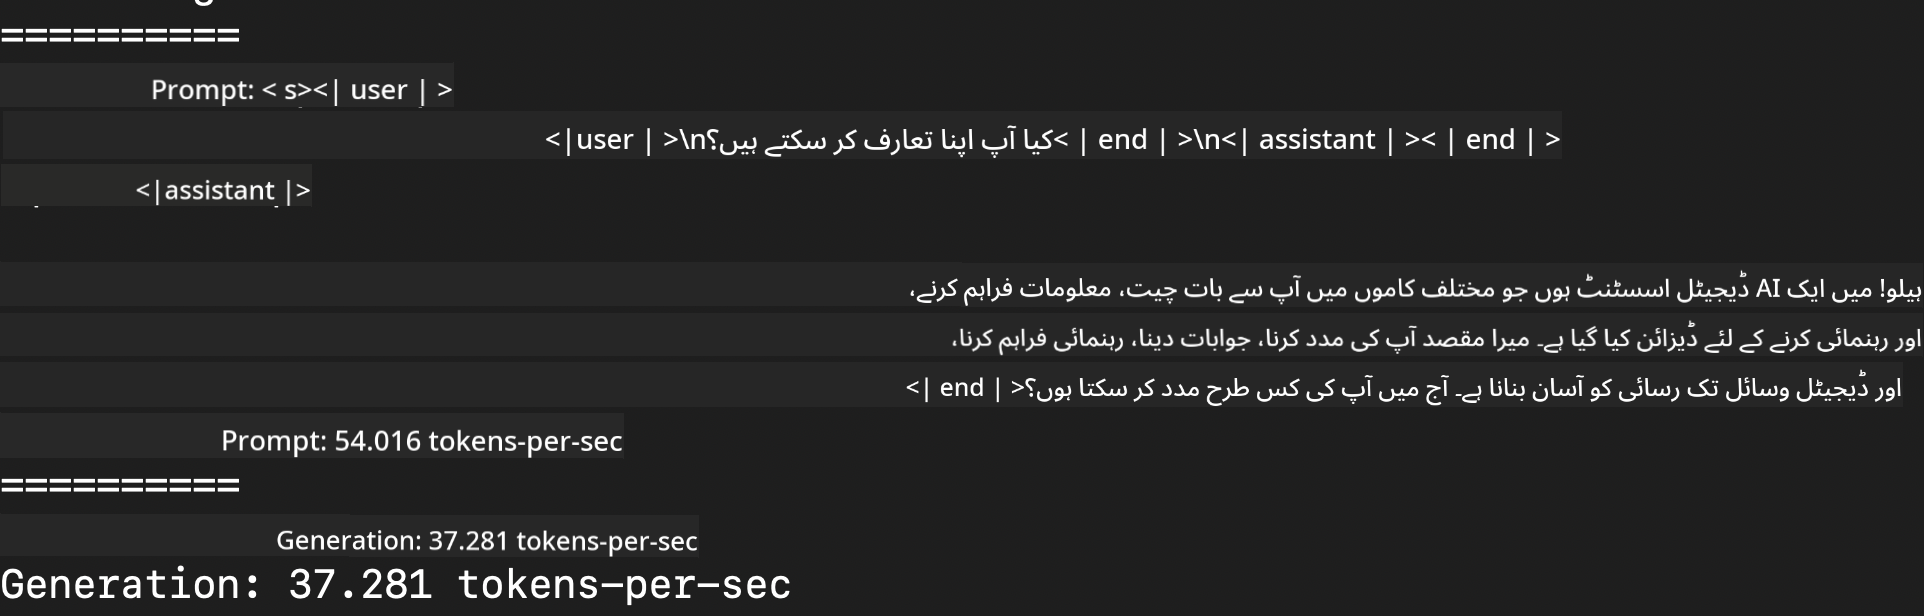 ==========
Prompt: < s><| user | >
<|user | >\nکیا آپ اپنا تعارف کر سکتے ہیں؟< | end | >\n<| assistant | >< | end | >
<|assistant |>
ہیلو! میں ایک AI ڈیجیٹل اسسٹنٹ ہوں جو مختلف کاموں میں آپ سے بات چیت، معلومات فراہم کرنے،
اور رہنمائی کرنے کے لئے ڈیزائن کیا گیا ہے۔ میرا مقصد آپ کی مدد کرنا، جوابات دینا، رہنمائی فراہم کرنا،
اور ڈیجیٹل وسائل تک رسائی کو آسان بنانا ہے۔ آج میں آپ کی کس طرح مدد کر سکتا ہوں؟<| end | >
Prompt: 54.016 tokens-per-sec
==========
Generation: 37.281 tokens-per-sec
Generation: 37.281 tokens-per-sec